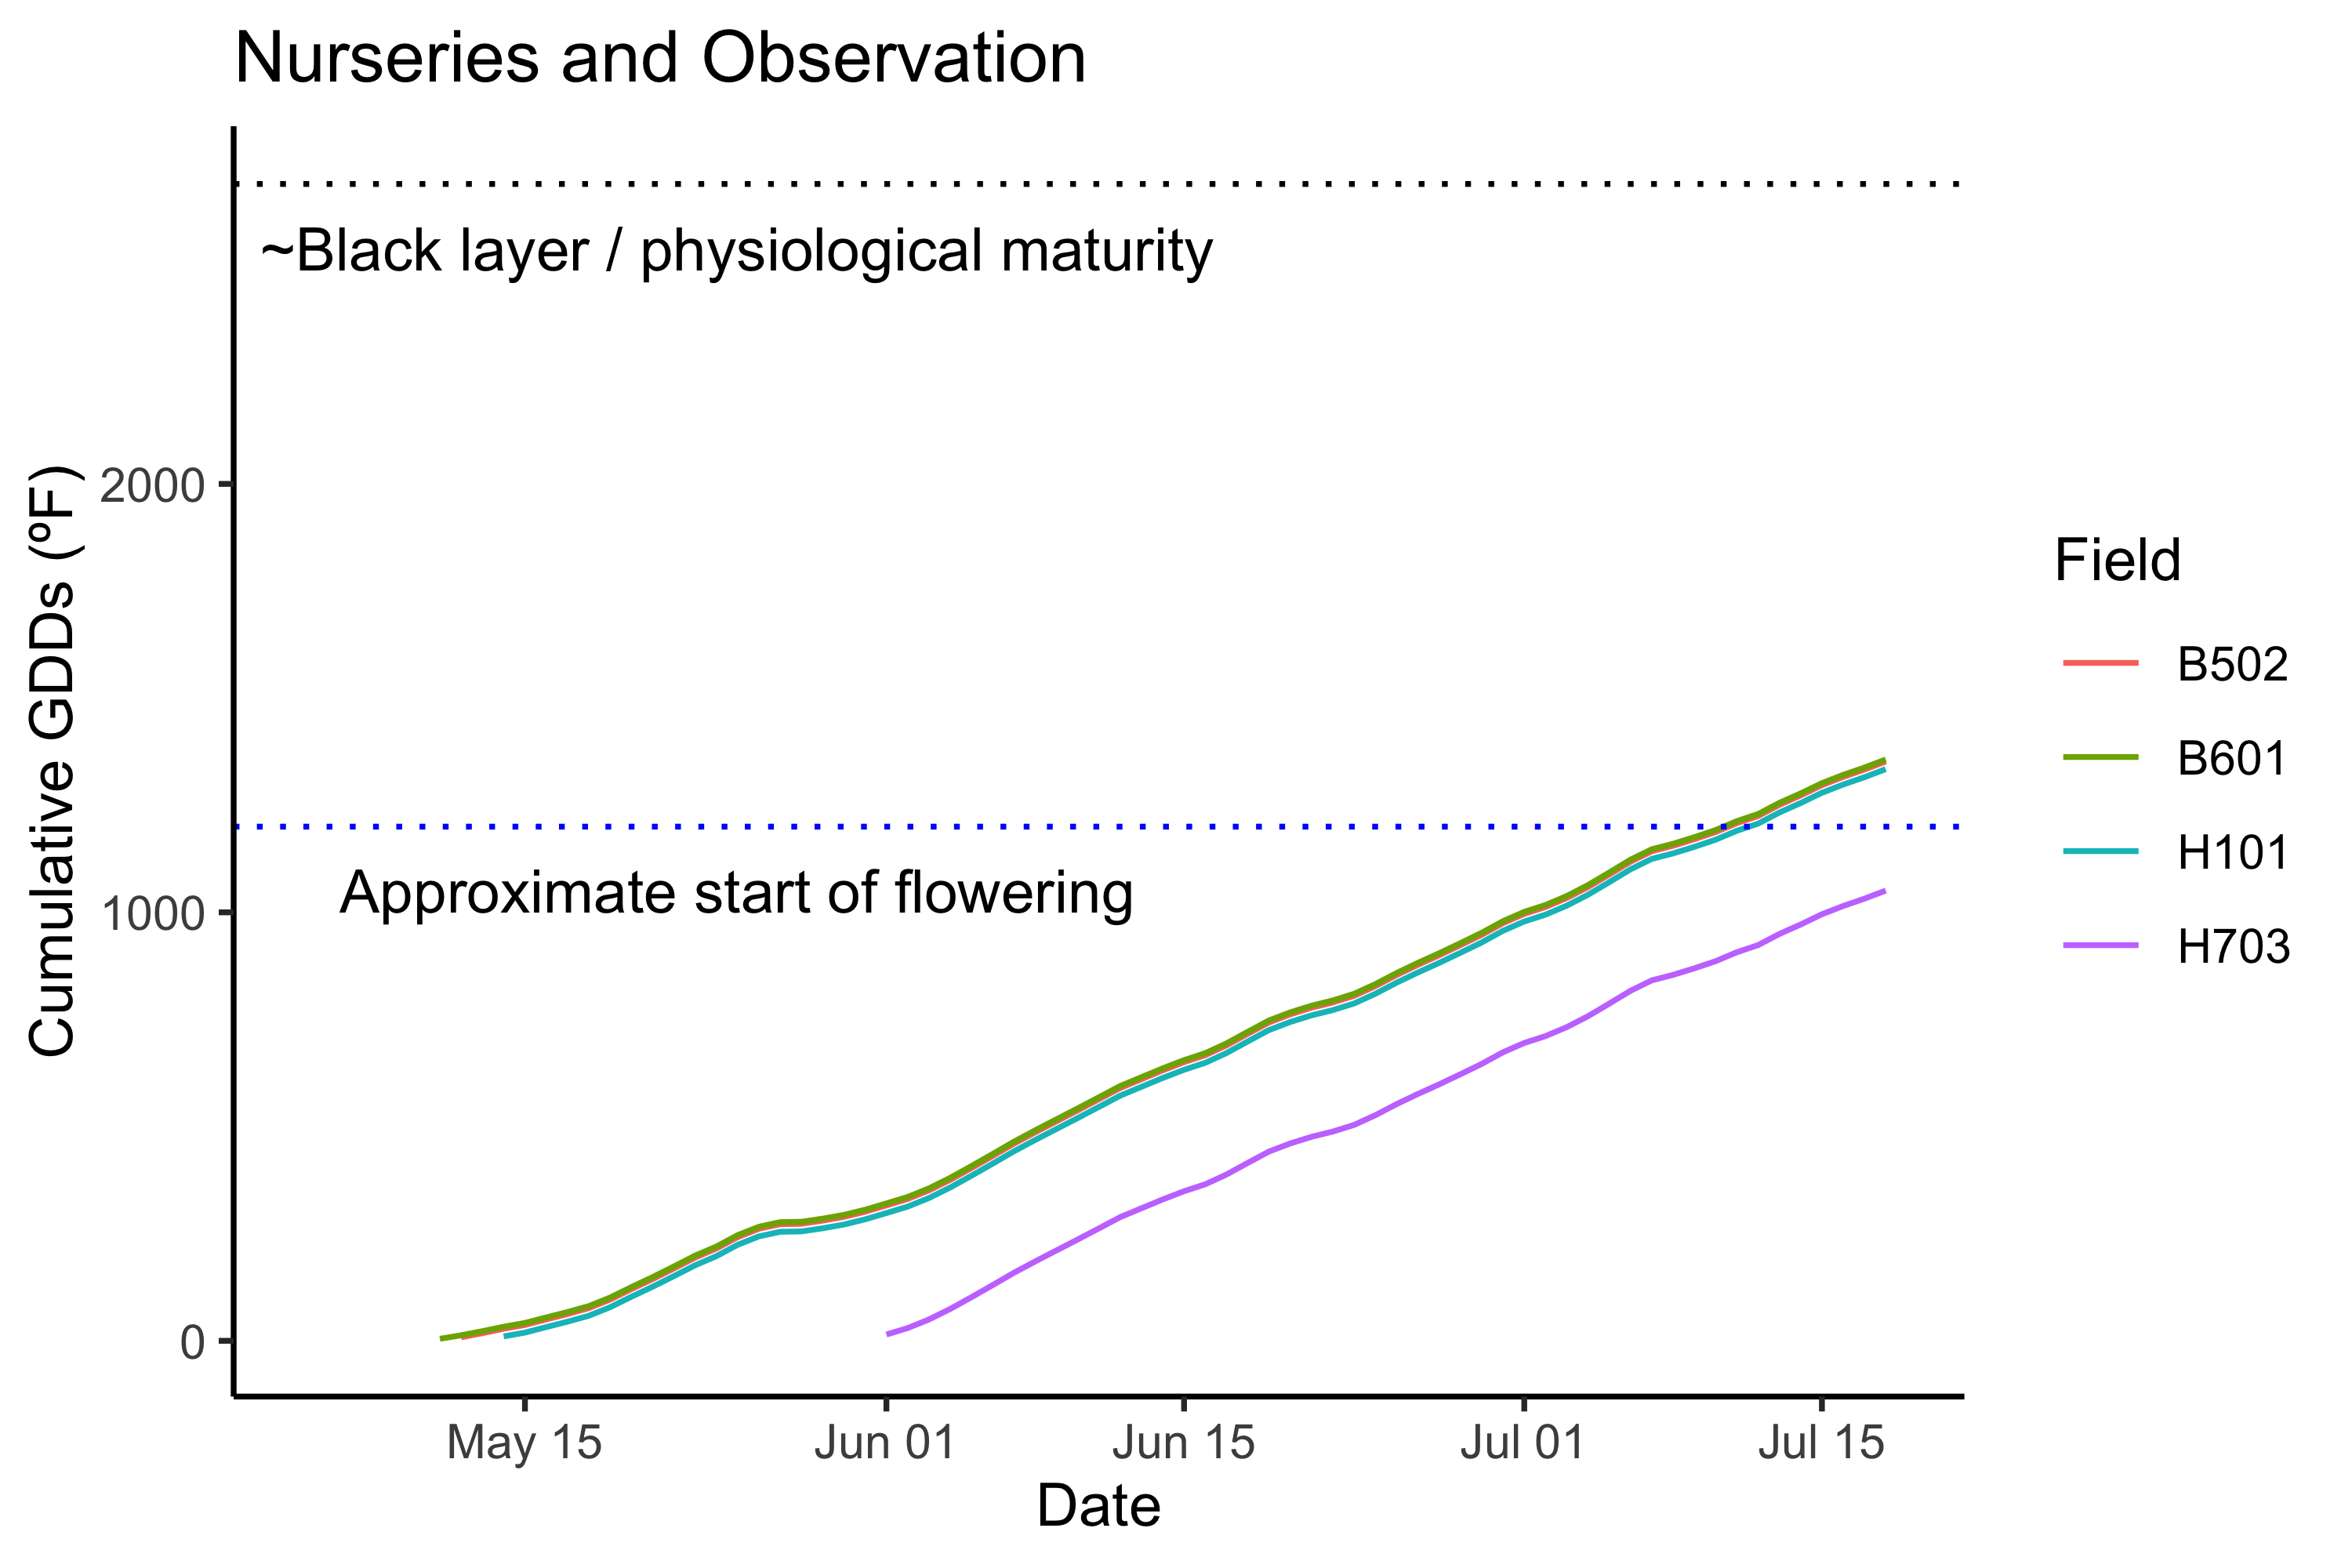 Nurseries and Observation
~Black layer / physiological maturity
Approximate start of flowering
Cumulative GDDs (ºF)
2000
1000
0
May 15
Jun 01
Jun 15
Jul 01
Jul 15
Date
Field
B502
B601
H101
H703